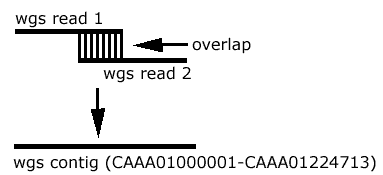 wgs read 1
overlap
wgs read 2
wgs contig (CAAA01000001-CAAA01224713)